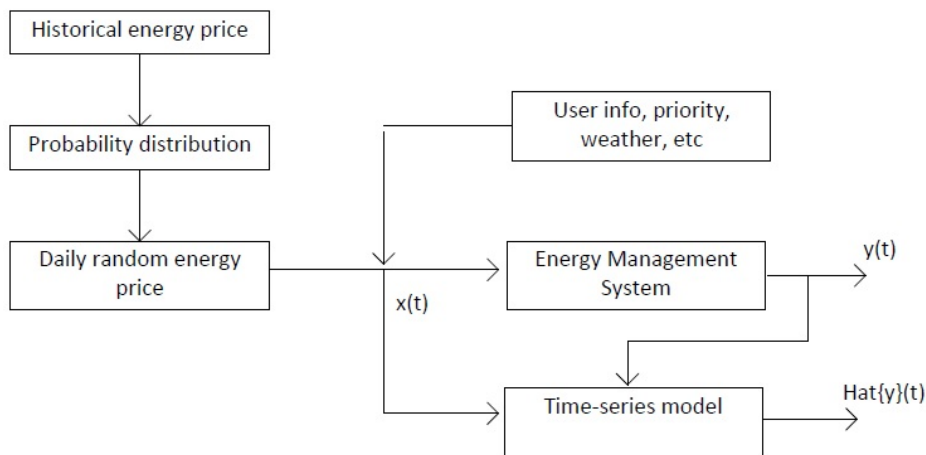 Historical energy price
User info, priority,
weather, etc
Probability distribution
Daily random energy
price
Energy Management
System
y(t)
x(t)
Time-series model
Hat{y}(t)